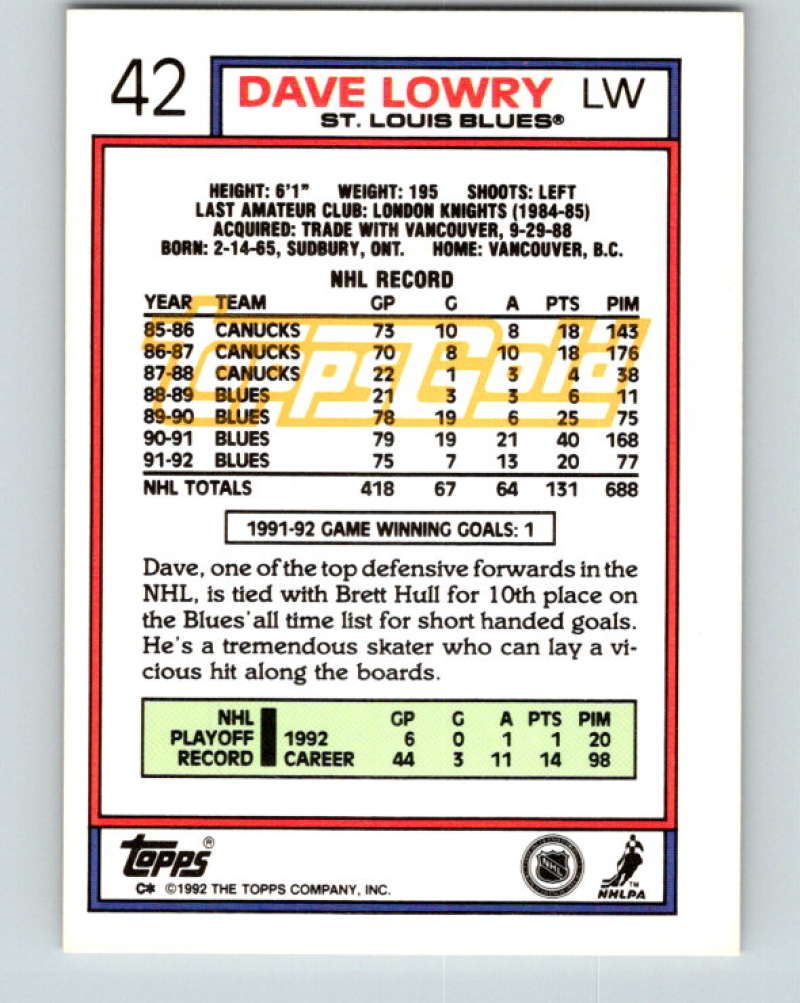 42 DAVE LOWRY LW
ST. LOUIS BLUES®
HEIGHT: 6'1" WEIGHT: 195 SHOOTS: LEFT
LAST AMATEUR CLUB: LONDON KNIGHTS (1984-85)
ACQUIRED: TRADE WITH VANCOUVER, 9-29-88
BORN: 2-14-65, SUDBURY, ONT. HOME: VANCOUVER, B.C.
NHL RECORD
YEAR TEAM GP G A PTS PIM
85-86 CANUCKS 73 10 8 18 143
86-87 CANUCKS 70 8 10 18 176
87-88 CANUCKS 22 1 3 4 38
88-89 BLUES 21 3 3 6 11
89-90 BLUES 78 19 6 25 75
90-91 BLUES 79 19 21 40 168
91-92 BLUES 75 7 13 20 77
NHL TOTALS 418 67 64 131 688
ToppsGold
1991-92 GAME WINNING GOALS: 1
Dave, one of the top defensive forwards in the
NHL, is tied with Brett Hull for 10th place on
the Blues' all time list for short handed goals.
He's a tremendous skater who can lay a vi-
cious hit along the boards.
NHL GP G A PTS PIM
PLAYOFF 1992 6 0 1 1 20
RECORD CAREER 44 3 11 14 98
TOPPS®
C* ©1992 THE TOPPS COMPANY, INC.
NHL
TM
NHLPA